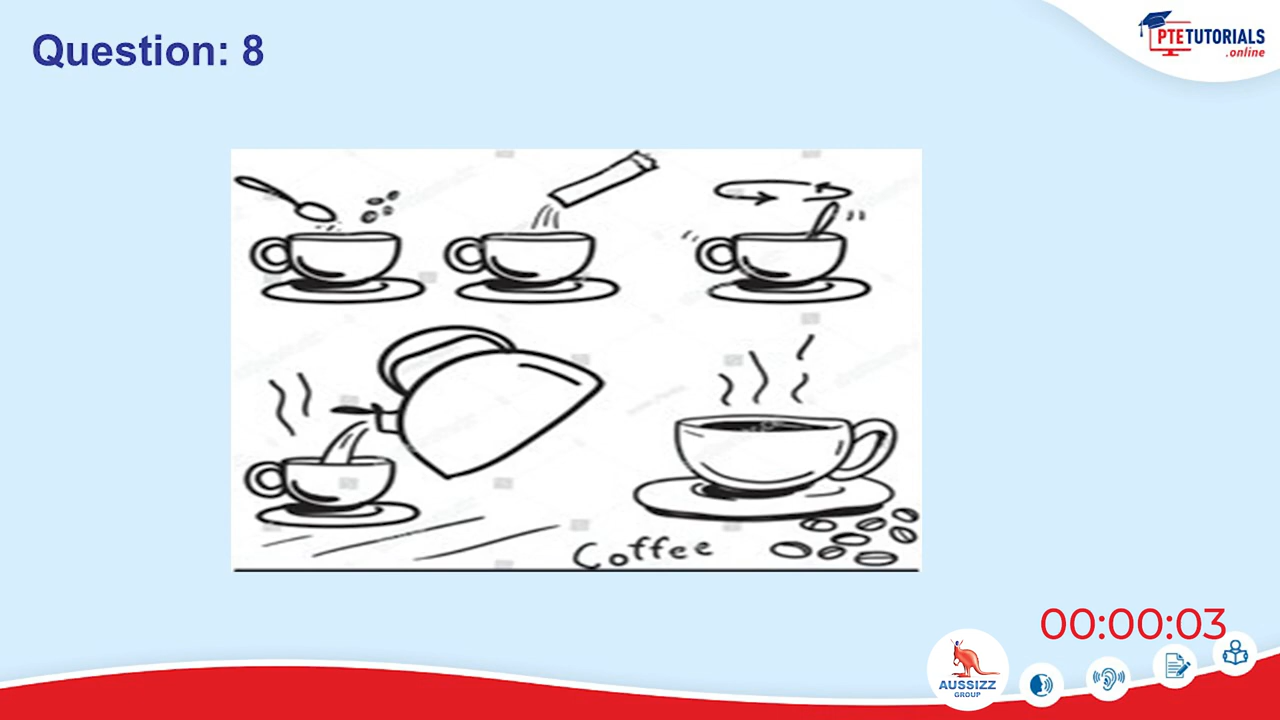 Question: 8
PTETUTORIALS
.online
Coffee
00:00:03
AUSSIZZ
GROUP